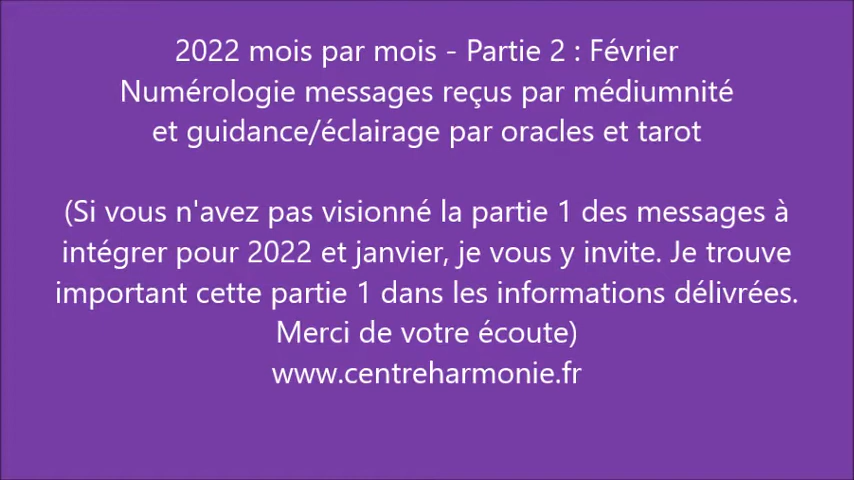 2022 mois par mois - Partie 2 : Février
Numérologie messages reçus par médiumnité
et guidance/éclairage par oracles et tarot
(Si vous n'avez pas visionné la partie 1 des messages à
intégrer pour 2022 et janvier, je vous y invite. Je trouve
important cette partie 1 dans les informations délivrées.
Merci de votre écoute)
www.centreharmonie.fr